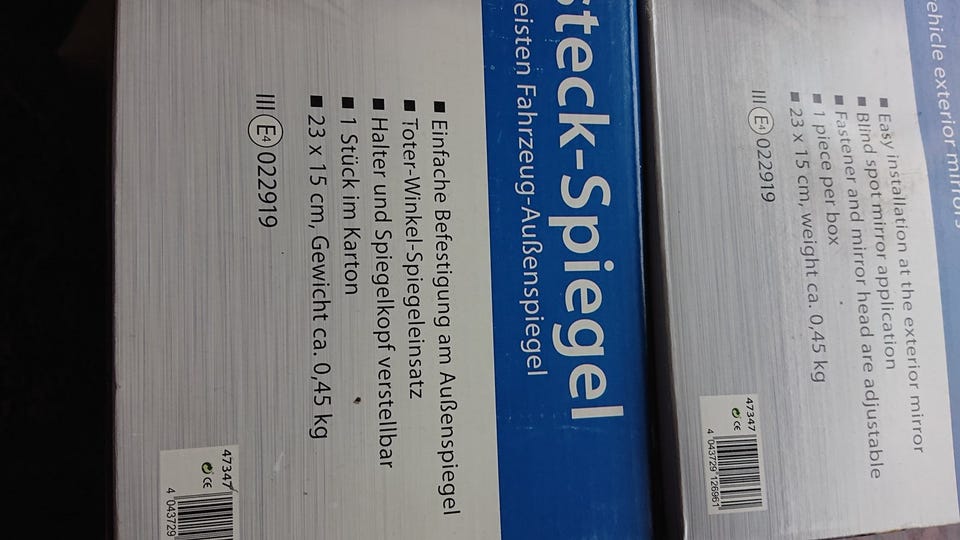 steck-Spiegel
eisten Fahrzeug-Außenspiegel
■ Einfache Befestigung am Außenspiegel
■ Toter-Winkel-Spiegeleinsatz
■ Halter und Spiegelkopf verstellbar
■ 1 Stück im Karton
■ 23 x 15 cm, Gewicht ca. 0,45 kg
III E4 022919
47347
CE
4 043729
ehicle exterior mirrors
■ Easy installation at the exterior mirror
■ Blind spot mirror application
■ Fastener and mirror head are adjustable
■ 1 piece per box
■ 23 x 15 cm, weight ca. 0,45 kg
III E4 022919
47347
CE
4 043729 126961